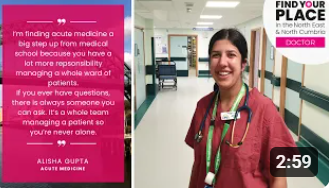 "
I'm finding acute medicine a
big step up from medical
school because you have a
lot more repsonsibility
managing a whole ward of
patients.
If you ever have questions,
there is always someone you
can ask. It's a whole team
managing a patient so
you're never alone.
"
ALISHA GUPTA
ACUTE MEDICINE
FIND YOUR
PLACE
in the North East
& North Cumbria
DOCTOR
2:59